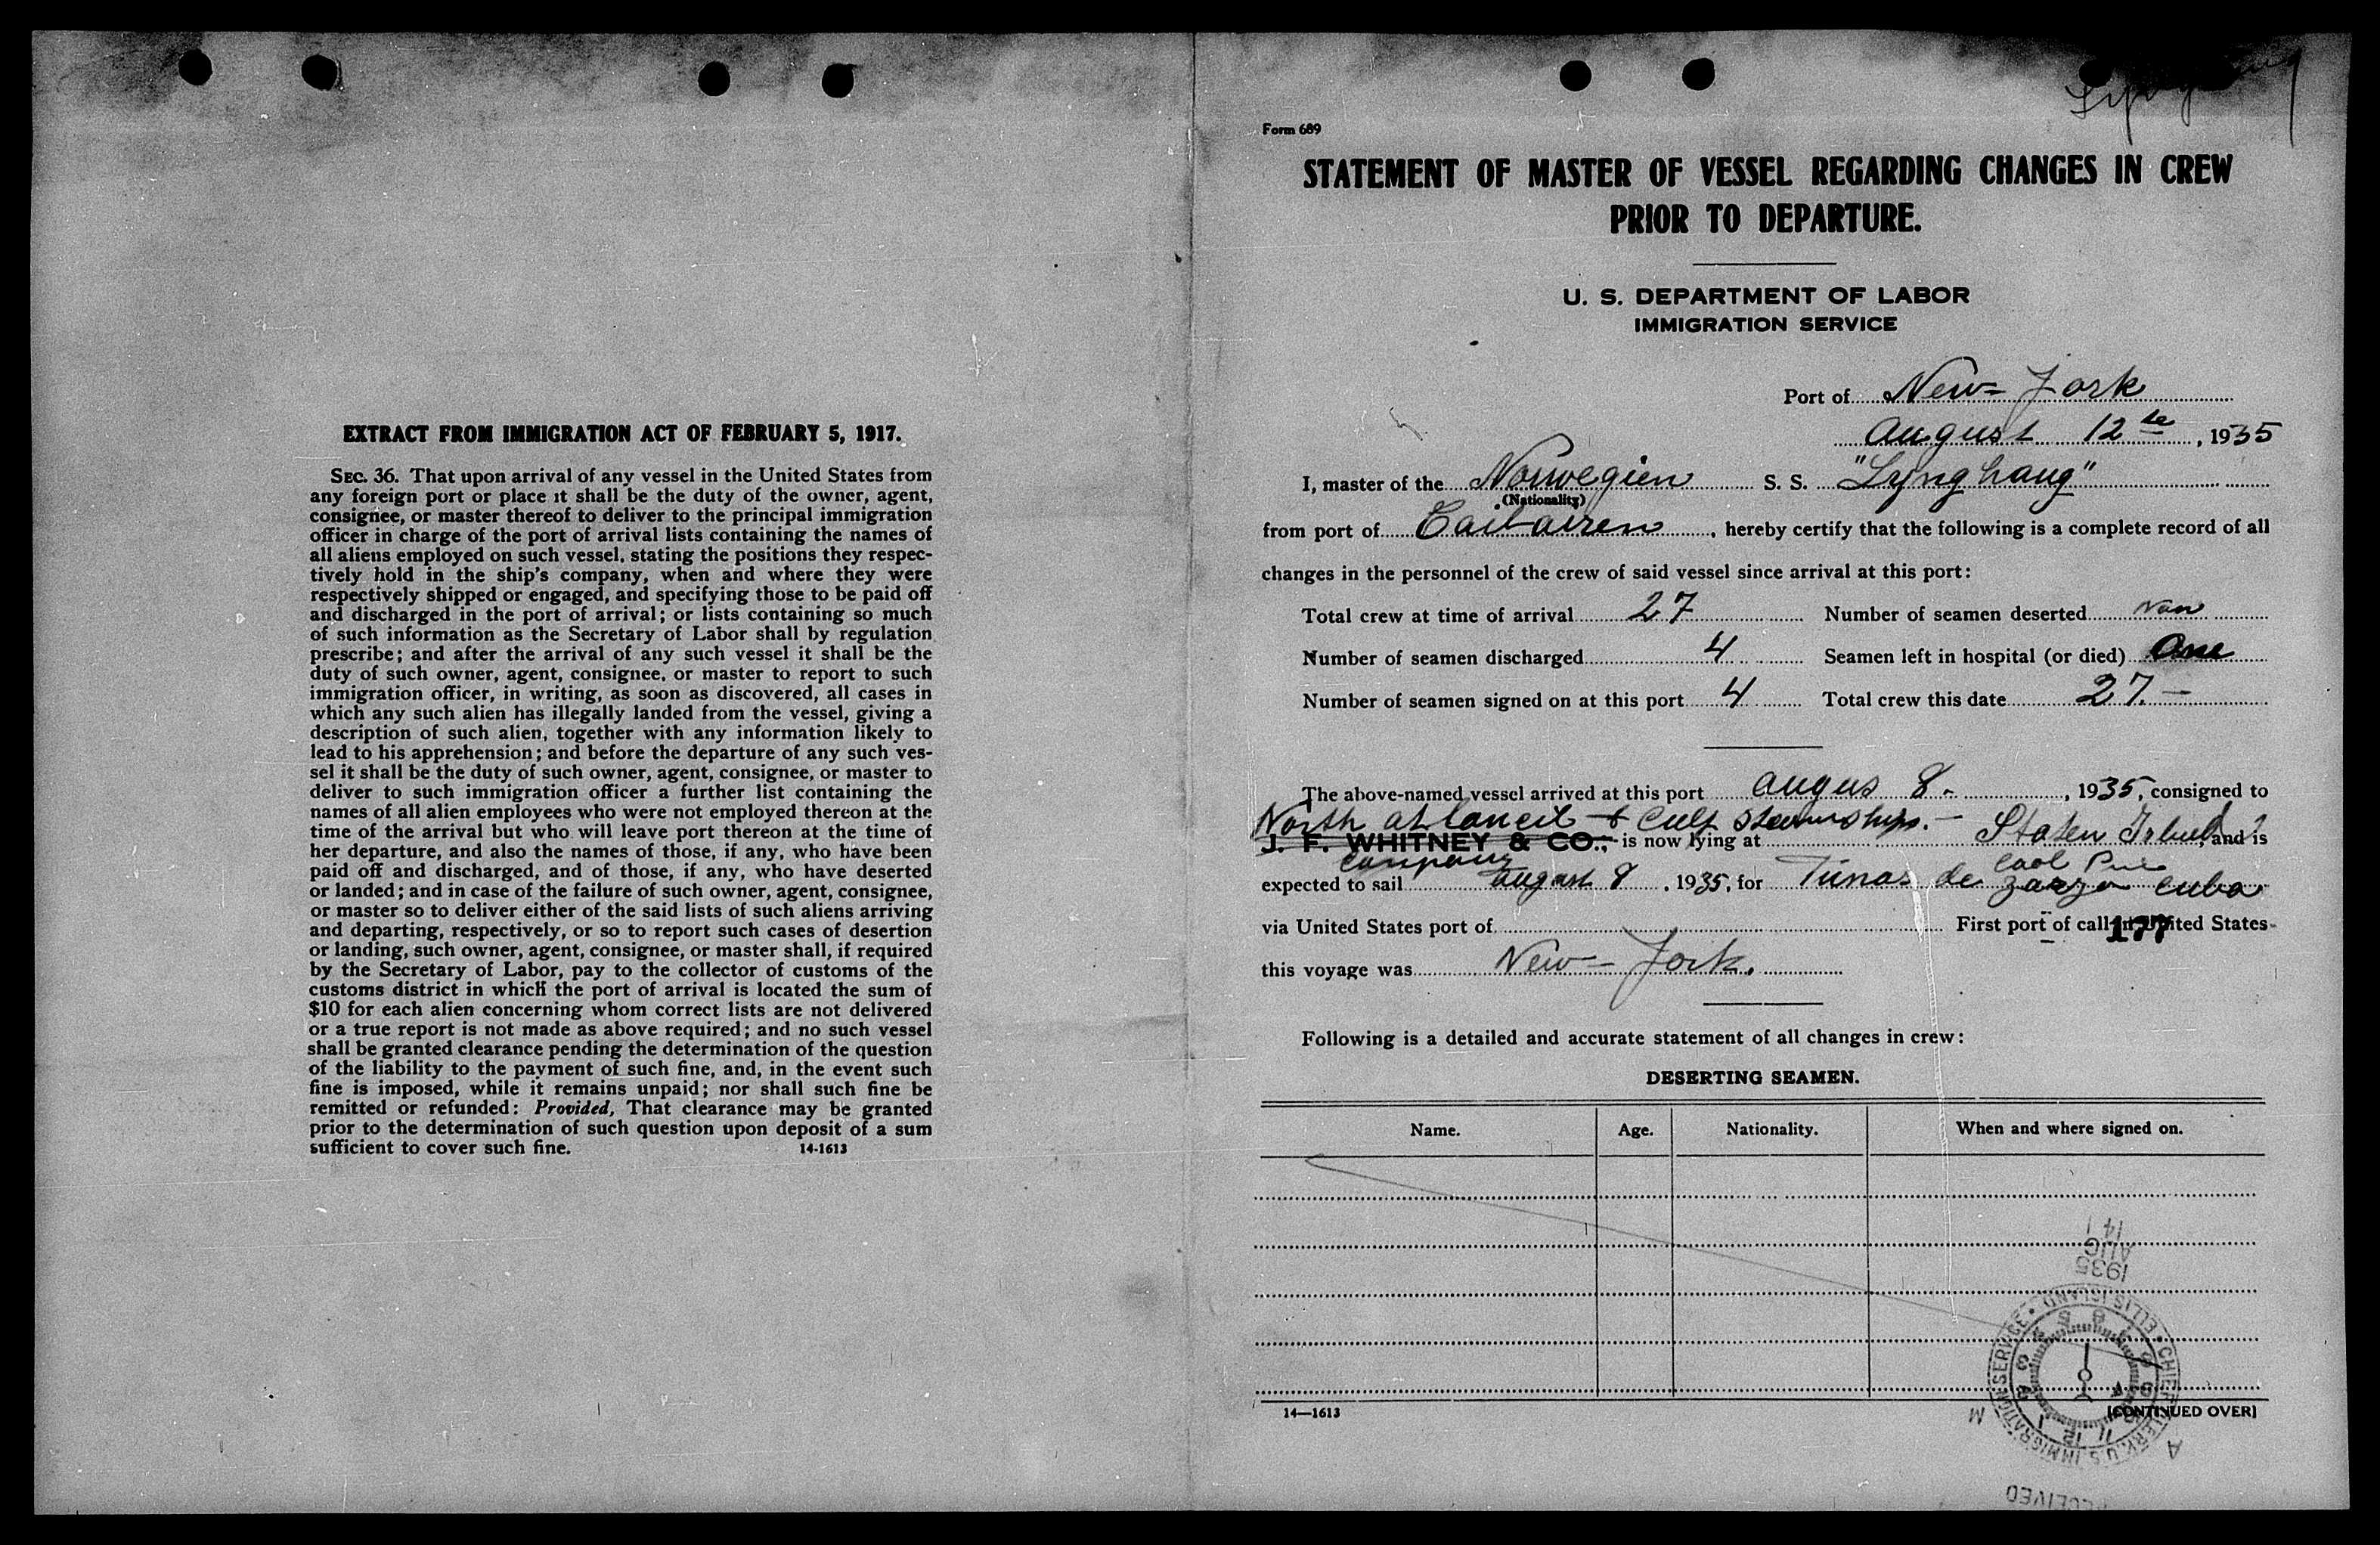 EXTRACT FROM IMMIGRATION ACT OF FEBRUARY 5, 1917.
SEC. 36. That upon arrival of any vessel in the United States from
any foreign port or place it shall be the duty of the owner, agent,
consignee, or master thereof to deliver to the principal immigration
officer in charge of the port of arrival lists containing the names of
all aliens employed on such vessel, stating the positions they respec-
tively hold in the ship's company, when and where they were
respectively shipped or engaged, and specifying those to be paid off
and discharged in the port of arrival; or lists containing so much
of such information as the Secretary of Labor shall by regulation
prescribe; and after the arrival of any such vessel it shall be the
duty of such owner, agent, consignee, or master to report to such
immigration officer, in writing, as soon as discovered, all cases in
which any such alien has illegally landed from the vessel, giving a
description of such alien, together with any information likely to
lead to his apprehension; and before the departure of any such ves-
sel it shall be the duty of such owner, agent, consignee, or master to
deliver to such immigration officer a further list containing the
names of all alien employees who were not employed thereon at the
time of the arrival but who will leave port thereon at the time of
her departure, and also the names of those, if any, who have been
paid off and discharged, and of those, if any, who have deserted
or landed; and in case of the failure of such owner, agent, consignee,
or master so to deliver either of the said lists of such aliens arriving
and departing, respectively, or so to report such cases of desertion
or landing, such owner, agent, consignee, or master shall, if required
by the Secretary of Labor, pay to the collector of customs of the
customs district in which the port of arrival is located the sum of
$10 for each alien concerning whom correct lists are not delivered
or a true report is not made as above required; and no such vessel
shall be granted clearance pending the determination of the question
of the liability to the payment of such fine, and, in the event such
fine is imposed, while it remains unpaid; nor shall such fine be
remitted or refunded: Provided, That clearance may be granted
prior to the determination of such question upon deposit of a sum
sufficient to cover such fine. 14-1613
Form 689
STATEMENT OF MASTER OF VESSEL REGARDING CHANGES IN CREW
PRIOR TO DEPARTURE.
U. S. DEPARTMENT OF LABOR
IMMIGRATION SERVICE
Port of New-York
August 12 te, 1935
I, master of the Norwegien S. S. "Lynghaug"
(Nationality)
from port of , hereby certify that the following is a complete record of all
changes in the personnel of the crew of said vessel since arrival at this port:
Total crew at time of arrival 27 Number of seamen deserted Non
Number of seamen discharged 4 Seamen left in hospital (or died) One
Number of seamen signed on at this port 4 Total crew this date 27.-
The above-named vessel arrived at this port augus 8-, 1935, consigned to
North &
J. F. WHITNEY & CO., is now lying at Staten , and is
Company
expected to sail August 8, 1935, for Tunas de zaza cuba
via United States port of First port of call in United States
177
this voyage was New-York.
Following is a detailed and accurate statement of all changes in crew:
DESERTING SEAMEN.
Name. Age. Nationality. When and where signed on.
1935
AUG
14
CHIEF CLERK, U.S. IMMIGRATION SERVICE • ELLIS ISLAND •
14—1613 [CONTINUED OVER]
RECEIVED